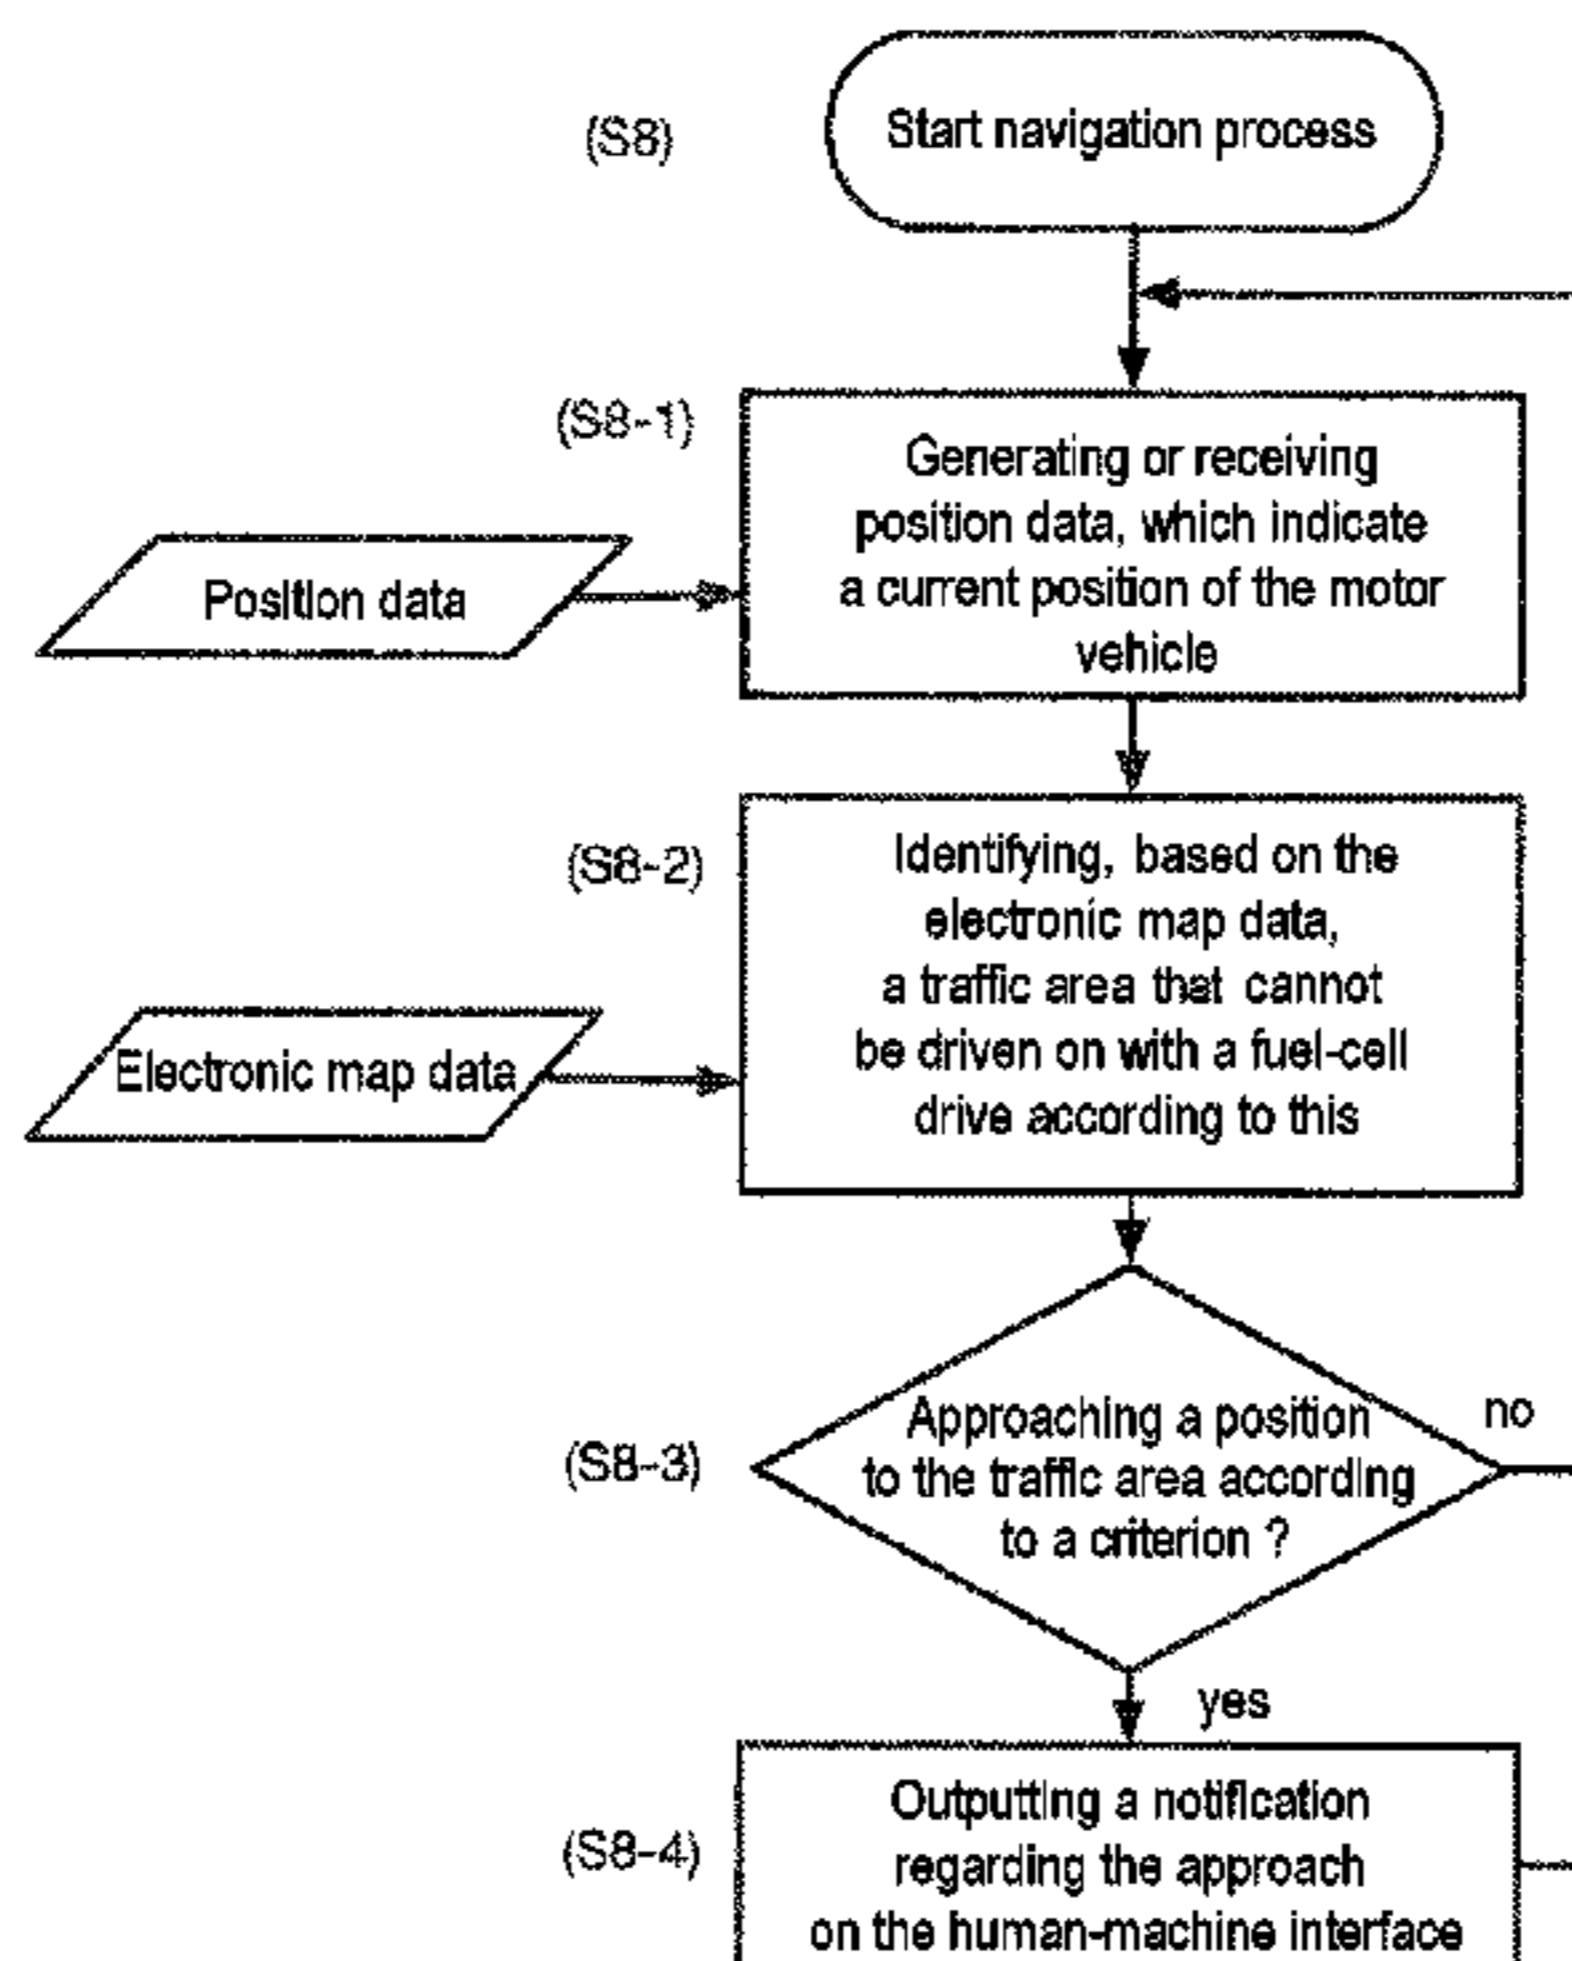 (S8)
Start navigation process
(S8-1)
Generating or receiving
position data, which indicate
a current position of the motor
vehicle
Position data
(S8-2)
Identifying, based on the
electronic map data,
a traffic area that cannot
be driven on with a fuel-cell
drive according to this
Electronic map data
(S8-3)
Approaching a position
to the traffic area according
to a criterion ?
no
yes
(S8-4)
Outputting a notification
regarding the approach
on the human-machine interface